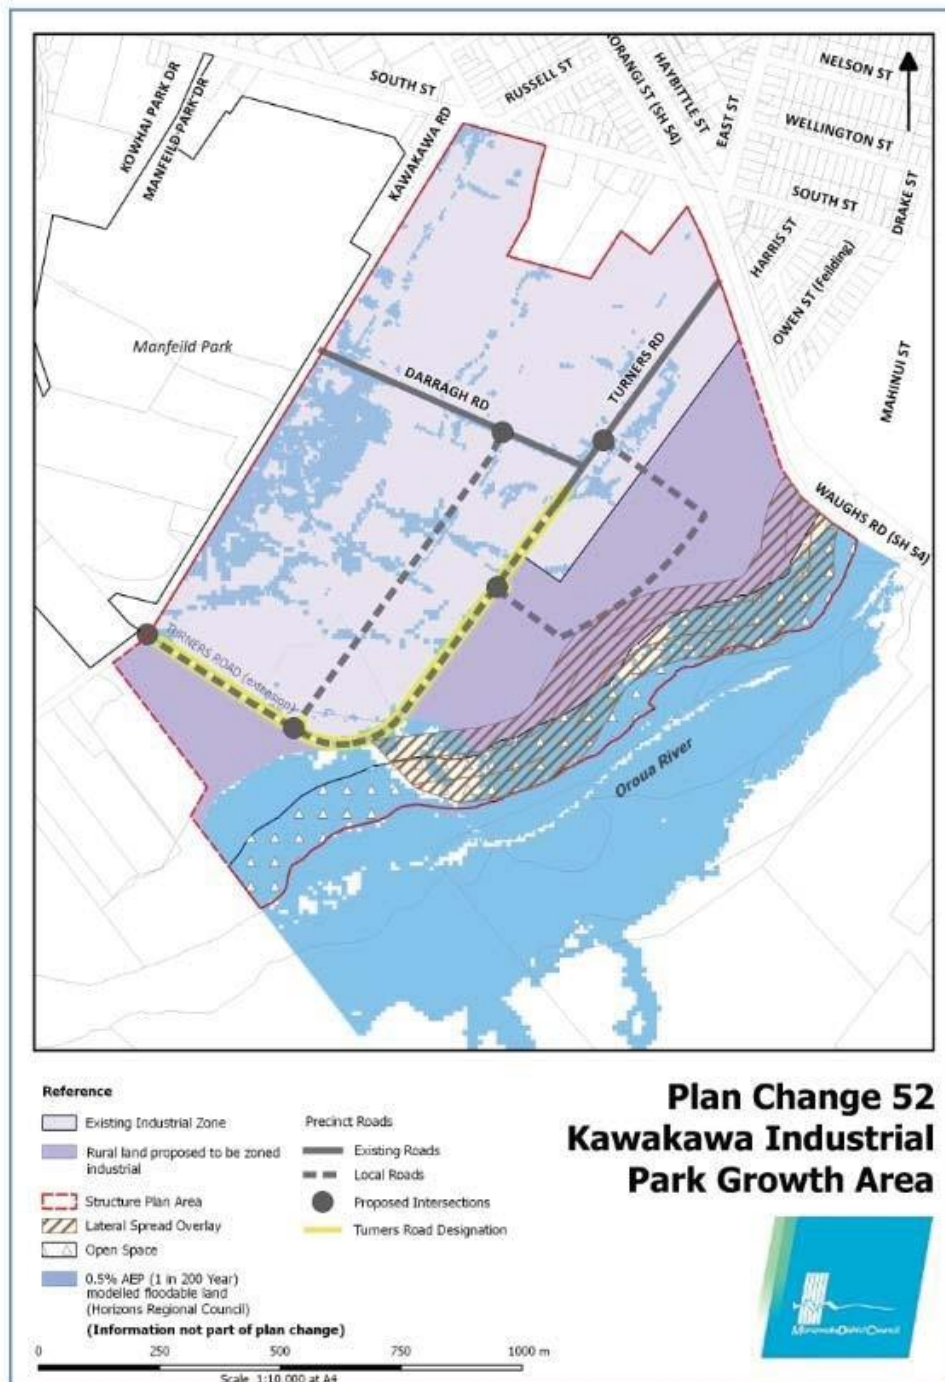 KOWHAI PARK DR
MANFEILD PARK DR
SOUTH ST
KAWAKAWA RD
RUSSELL ST
KORANGI ST (SH 54)
HAYBITTLE ST
EAST ST
NELSON ST
WELLINGTON ST
SOUTH ST
DRAKE ST
HARRIS ST
OWEN ST (Feilding)
MAHINUI ST
Manfeild Park
DARRAGH RD
TURNERS RD
WAUGHS RD (SH 54)
TURNERS ROAD (extension)
Oroua River
Reference
Existing Industrial Zone
Rural land proposed to be zoned
industrial
Structure Plan Area
Lateral Spread Overlay
Open Space
0.5% AEP (1 in 200 Year)
modelled floodable land
(Horizons Regional Council)
(Information not part of plan change)
Precinct Roads
Existing Roads
Local Roads
Proposed Intersections
Turners Road Designation
Plan Change 52
Kawakawa Industrial
Park Growth Area
0 250 500 750 1000 m
Scale 1:10,000 at A4
Manawatu District Council